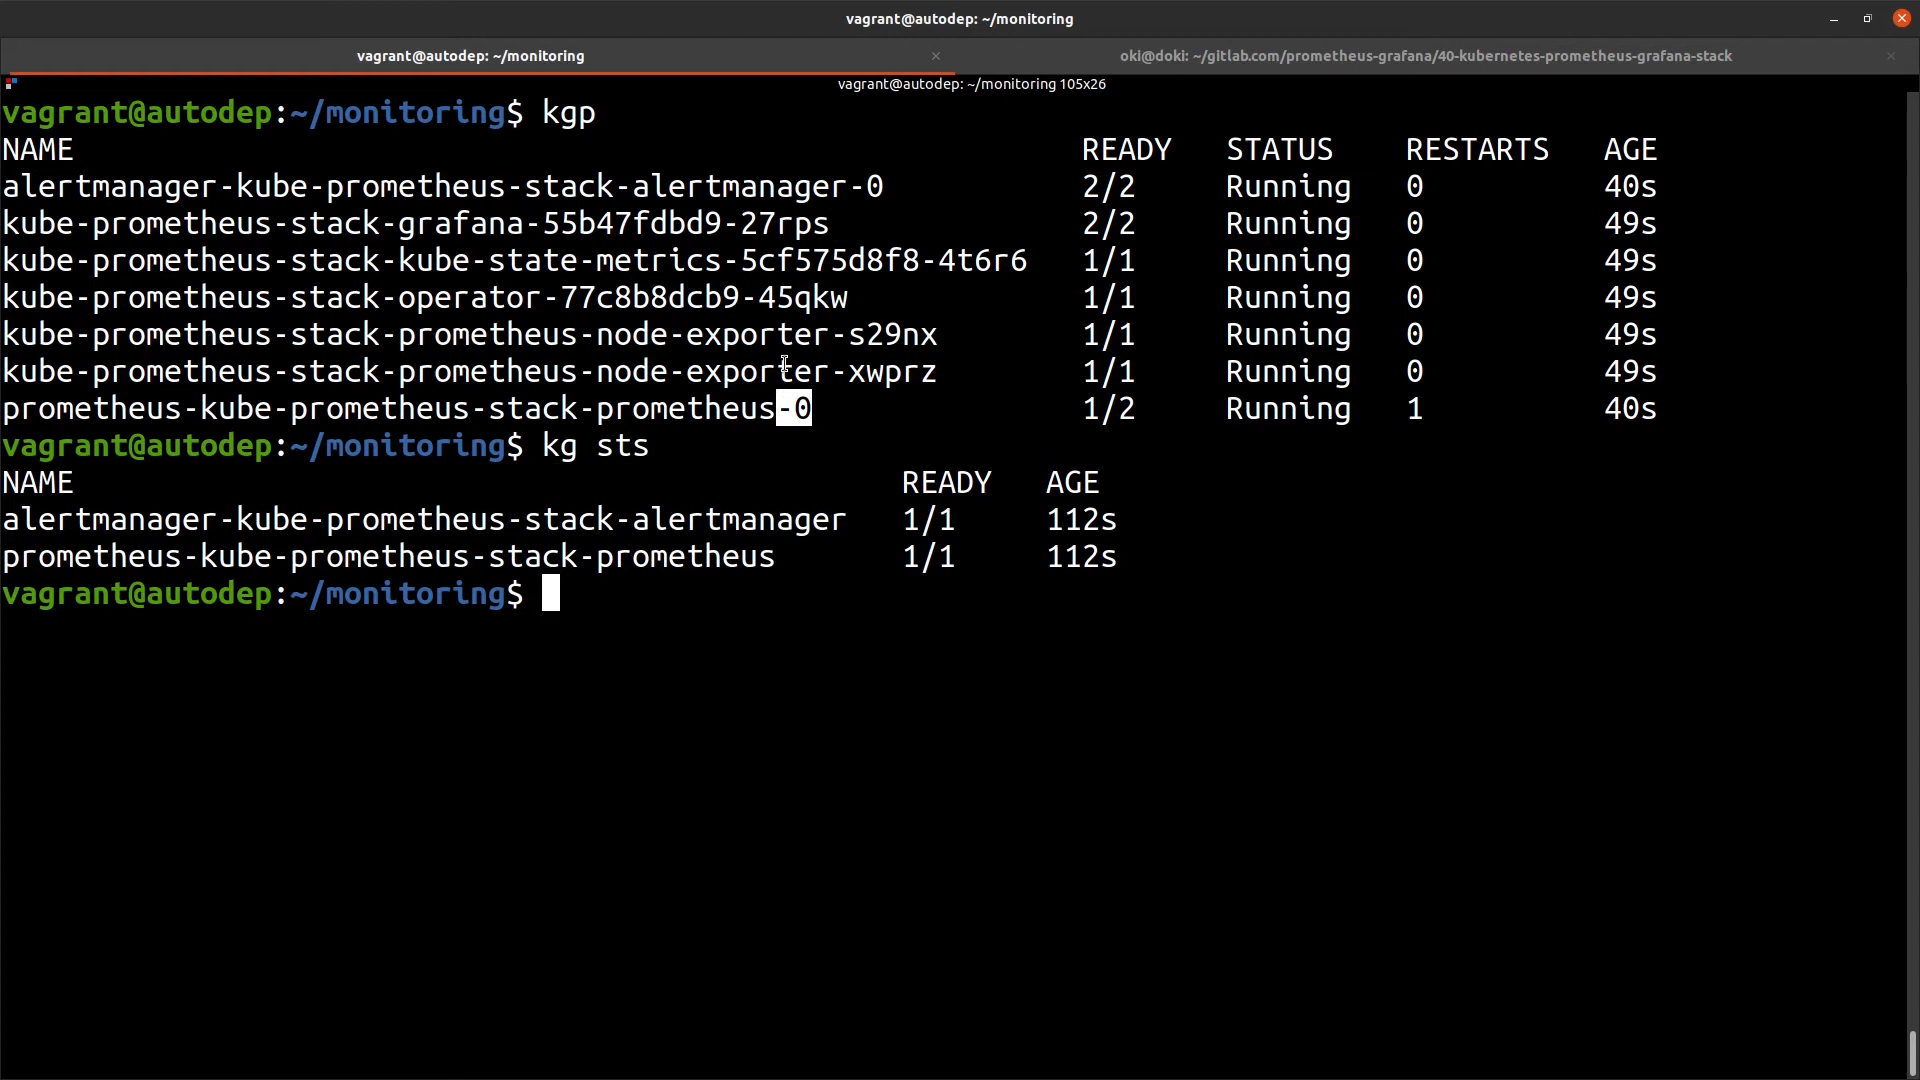 vagrant@autodep: ~/monitoring
vagrant@autodep: ~/monitoring
oki@doki: ~/gitlab.com/prometheus-grafana/40-kubernetes-prometheus-grafana-stack
vagrant@autodep: ~/monitoring 105x26
vagrant@autodep:~/monitoring$ kgp
NAME READY STATUS RESTARTS AGE
alertmanager-kube-prometheus-stack-alertmanager-0 2/2 Running 0 40s
kube-prometheus-stack-grafana-55b47fdbd9-27rps 2/2 Running 0 49s
kube-prometheus-stack-kube-state-metrics-5cf575d8f8-4t6r6 1/1 Running 0 49s
kube-prometheus-stack-operator-77c8b8dcb9-45qkw 1/1 Running 0 49s
kube-prometheus-stack-prometheus-node-exporter-s29nx 1/1 Running 0 49s
kube-prometheus-stack-prometheus-node-exporter-xwprz 1/1 Running 0 49s
prometheus-kube-prometheus-stack-prometheus-0 1/2 Running 1 40s
vagrant@autodep:~/monitoring$ kg sts
NAME READY AGE
alertmanager-kube-prometheus-stack-alertmanager 1/1 112s
prometheus-kube-prometheus-stack-prometheus 1/1 112s
vagrant@autodep:~/monitoring$